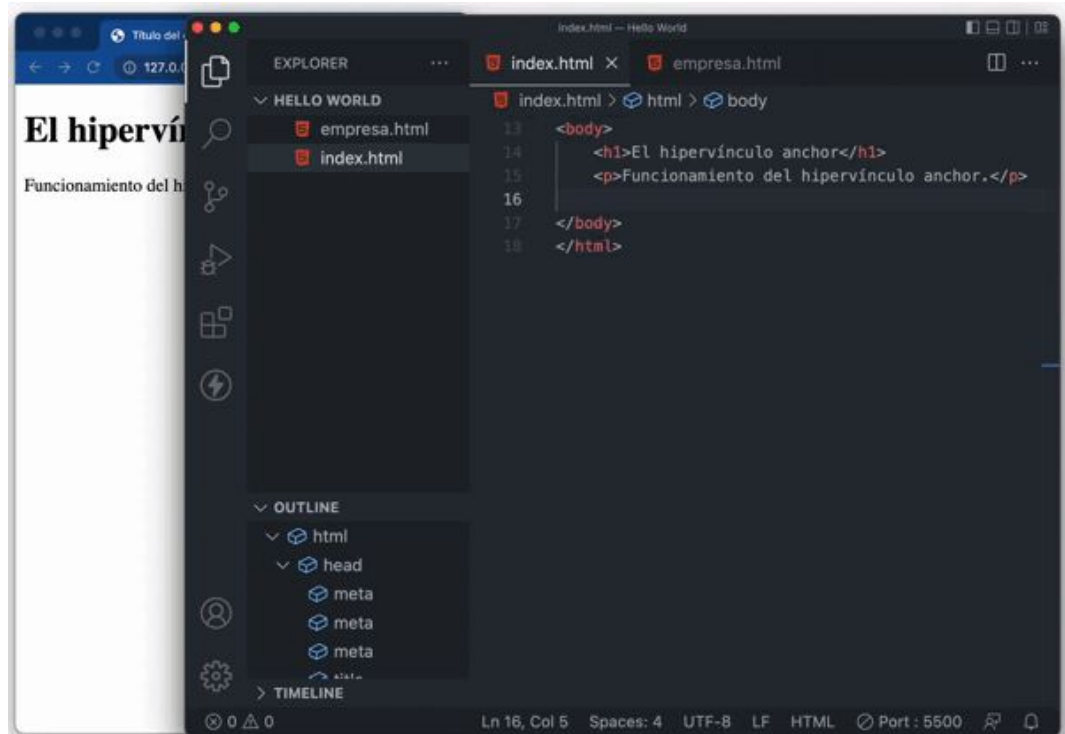 Título del
127.0.0
El hiperví
Funcionamiento del h
index.html — Hello World
EXPLORER
index.html
empresa.html
HELLO WORLD
empresa.html
index.html
index.html > html > body
13 <body>
14 <h1>El hipervínculo anchor</h1>
15 <p>Funcionamiento del hipervínculo anchor.</p>
16
17 </body>
18 </html>
OUTLINE
html
head
meta
meta
meta
TIMELINE
0 0 Ln 16, Col 5 Spaces: 4 UTF-8 LF HTML Port : 5500